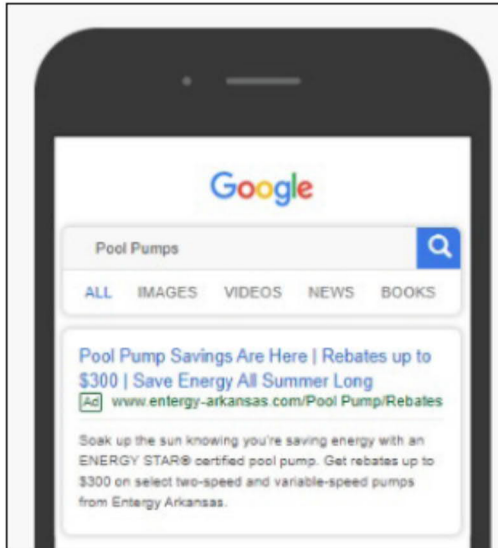 Google
Pool Pumps
ALL IMAGES VIDEOS NEWS BOOKS
Pool Pump Savings Are Here | Rebates up to
$300 | Save Energy All Summer Long
Ad www.entergy-arkansas.com/Pool Pump/Rebates
Soak up the sun knowing you're saving energy with an
ENERGY STAR® certified pool pump. Get rebates up to
$300 on select two-speed and variable-speed pumps
from Entergy Arkansas.